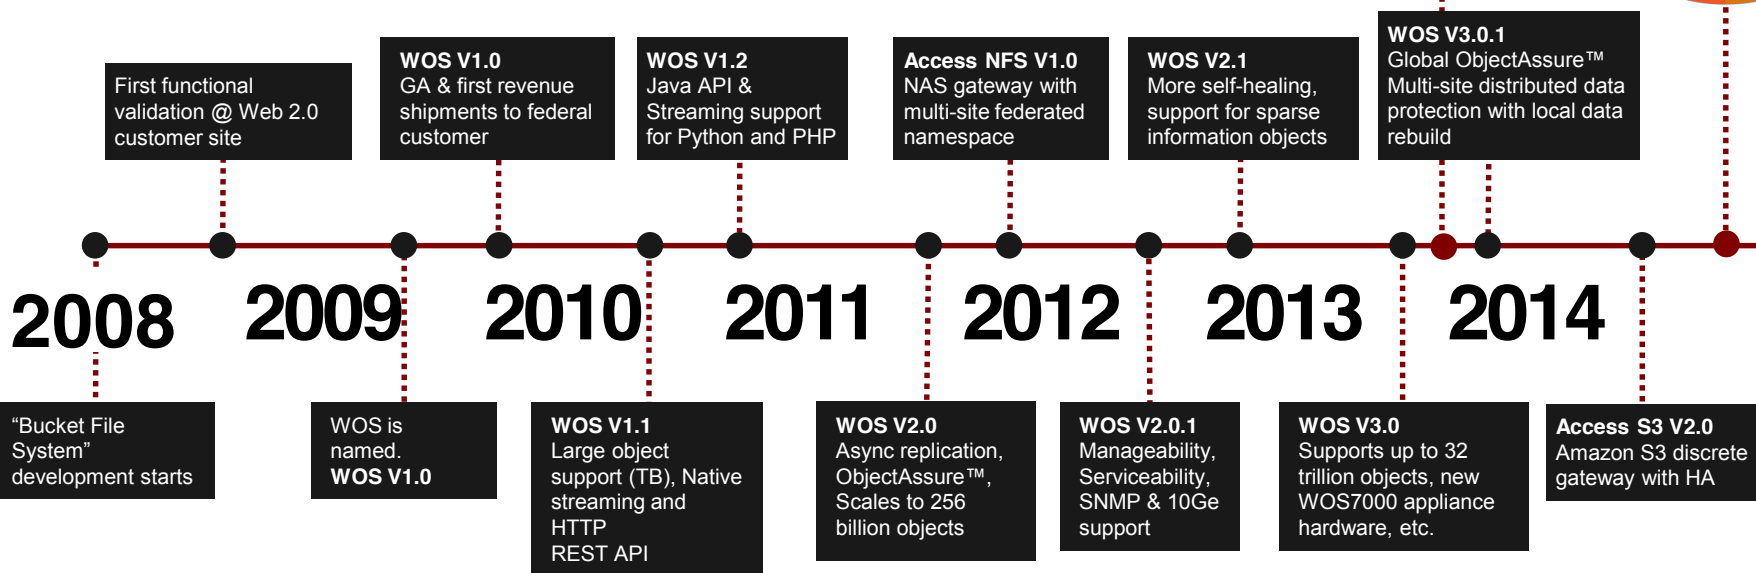 First functional
validation @ Web 2.0
customer site
WOS V1.0
GA & first revenue
shipments to federal
customer
WOS V1.2
Java API &
Streaming support
for Python and PHP
Access NFS V1.0
NAS gateway with
multi-site federated
namespace
WOS V2.1
More self-healing,
support for sparse
information objects
WOS V3.0.1
Global ObjectAssure™
Multi-site distributed data
protection with local data
rebuild
2008
2009
2010
2011
2012
2013
2014
“Bucket File
System”
development starts
WOS is
named.
WOS V1.0
WOS V1.1
Large object
support (TB), Native
streaming and
HTTP
REST API
WOS V2.0
Async replication,
ObjectAssure™,
Scales to 256
billion objects
WOS V2.0.1
Manageability,
Serviceability,
SNMP & 10Ge
support
WOS V3.0
Supports up to 32
trillion objects, new
WOS7000 appliance
hardware, etc.
Access S3 V2.0
Amazon S3 discrete
gateway with HA